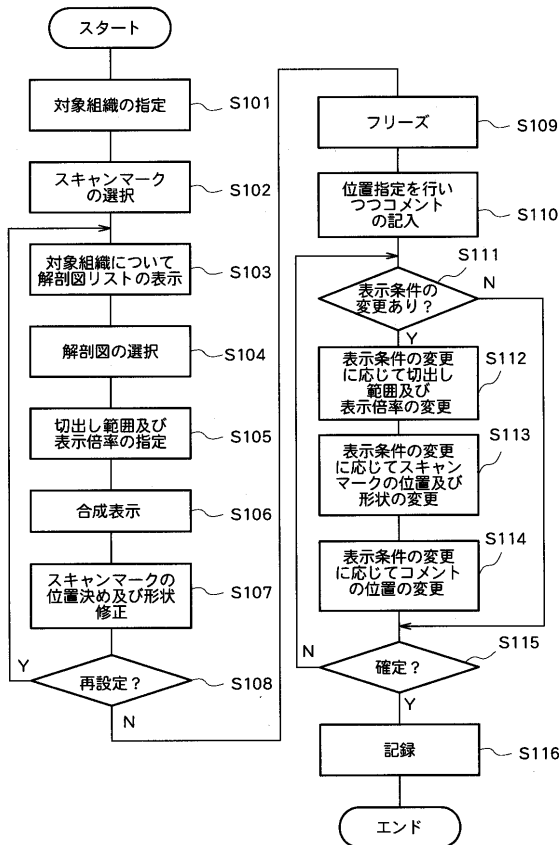 スタート
対象組織の指定
S101
スキャンマーク
の選択
S102
対象組織について
解剖図リストの表示
S103
解剖図の選択
S104
切出し範囲及び
表示倍率の指定
S105
合成表示
S106
スキャンマークの
位置決め及び形状
修正
S107
Y
再設定?
S108
N
フリーズ
S109
位置指定を行い
つつコメント
の記入
S110
S111
表示条件の
変更あり?
N
Y
表示条件の変更
に応じて切出し
範囲及び
表示倍率の変更
S112
表示条件の変更
に応じてスキャン
マークの位置及び
形状の変更
S113
表示条件の変更
に応じてコメント
の位置の変更
S114
N
確定?
S115
Y
記録
S116
エンド